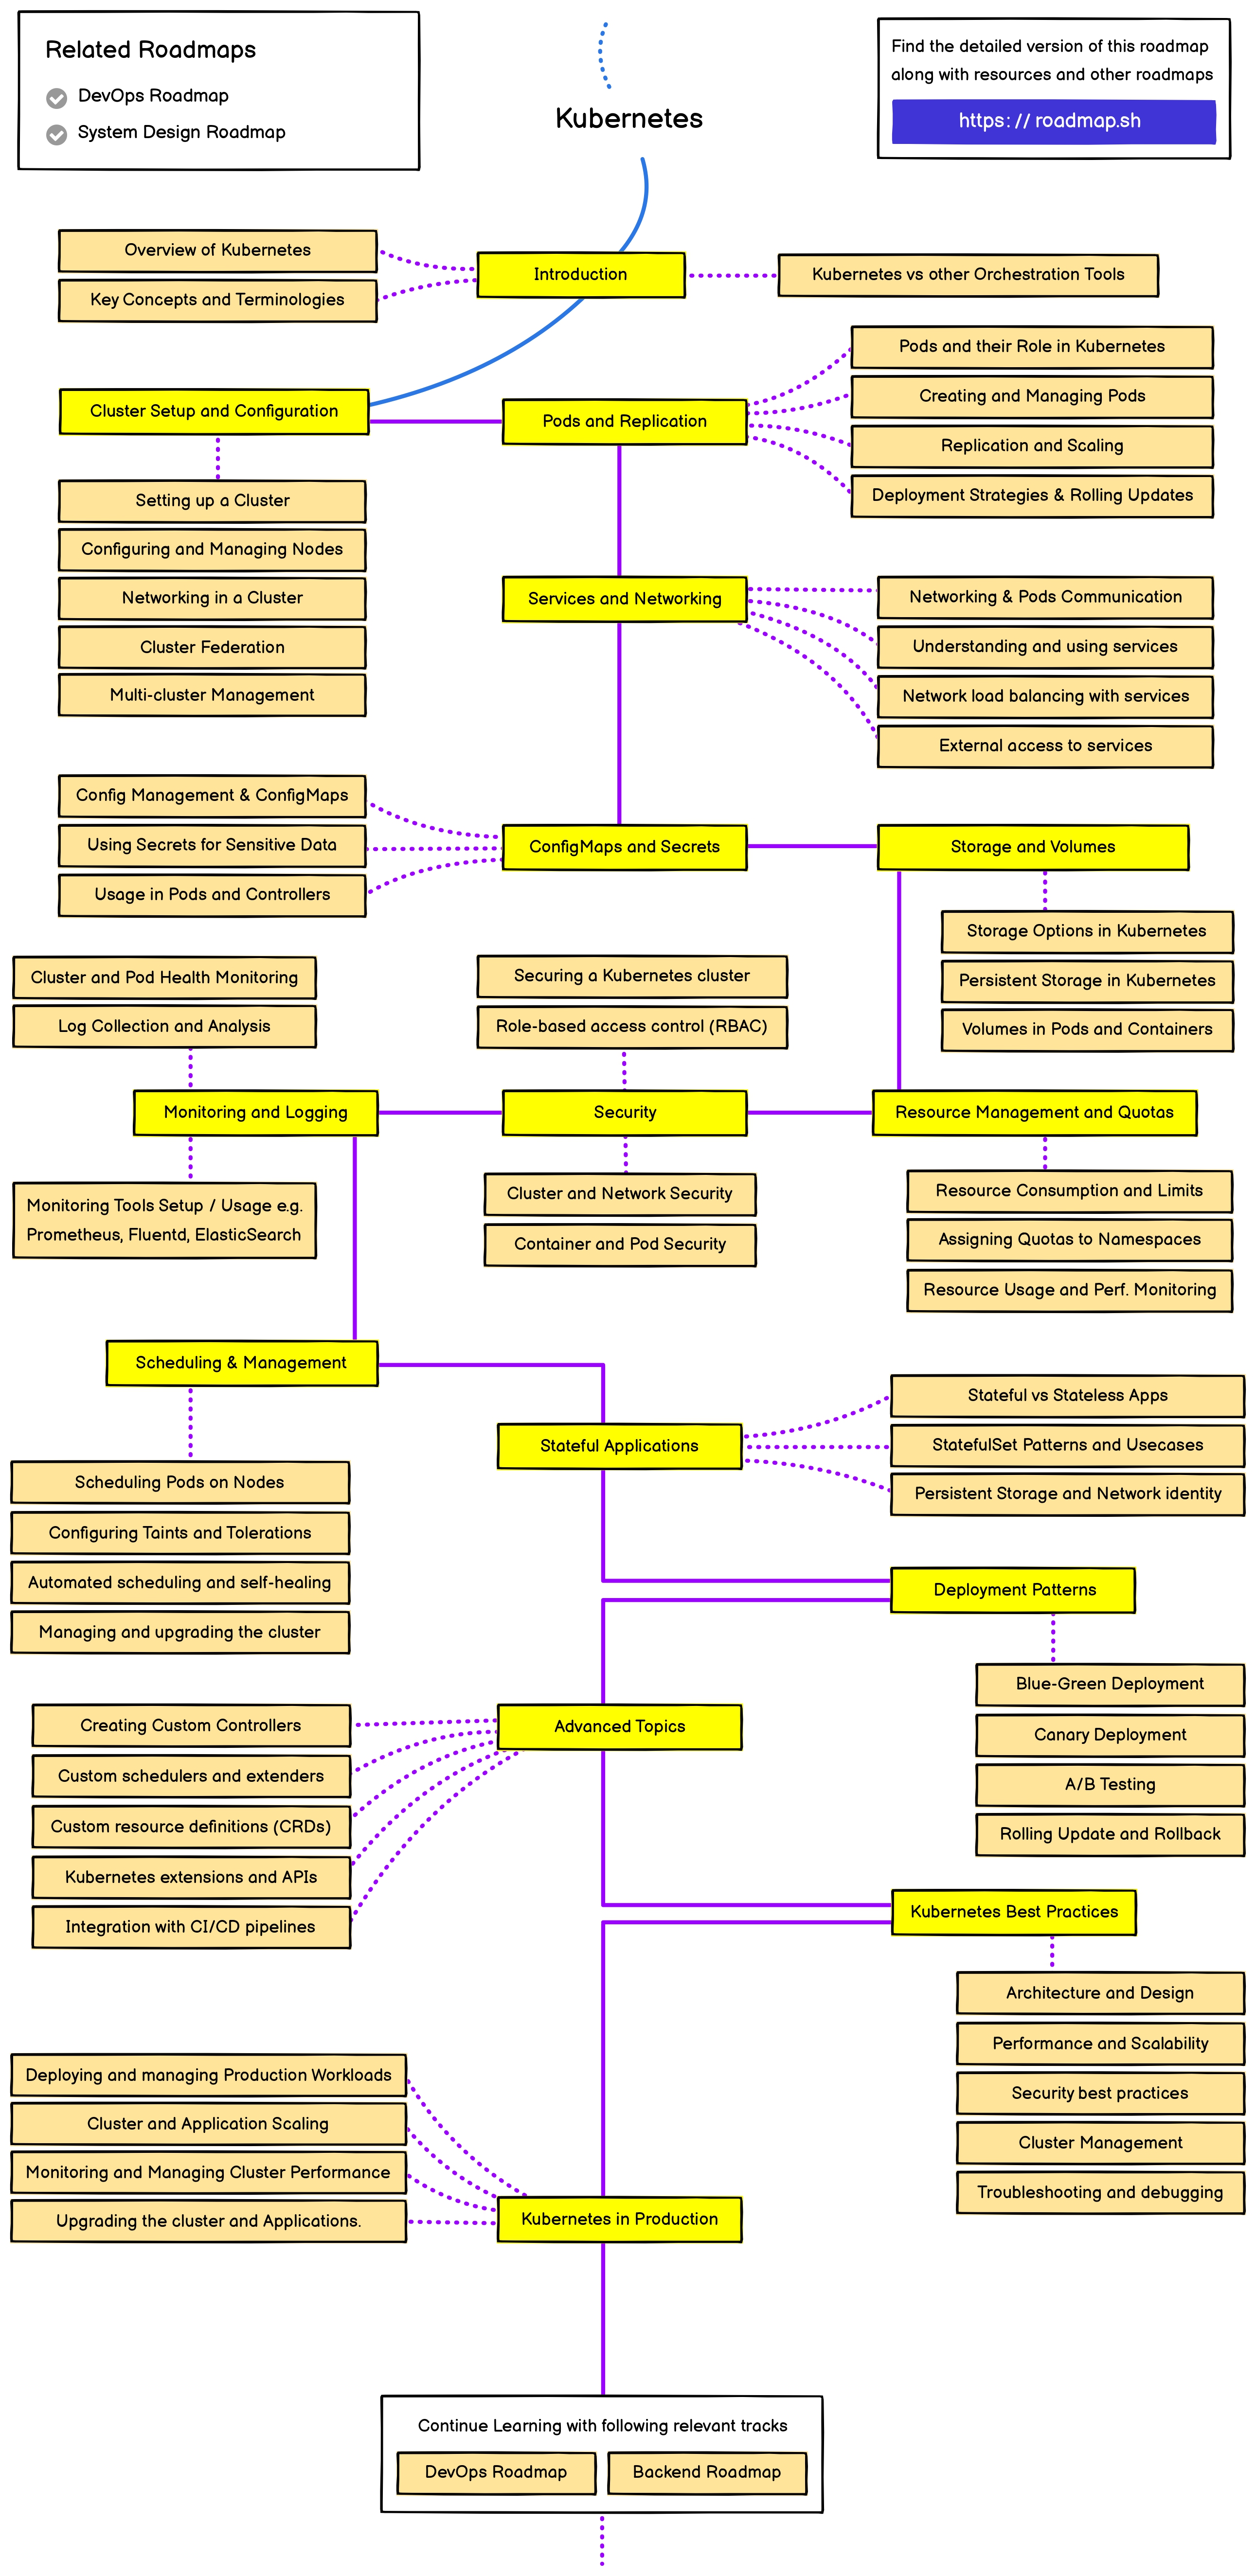 Related Roadmaps
DevOps Roadmap
System Design Roadmap
Kubernetes
Find the detailed version of this roadmap
along with resources and other roadmaps
https: // roadmap.sh
Overview of Kubernetes
Key Concepts and Terminologies
Introduction
Kubernetes vs other Orchestration Tools
Cluster Setup and Configuration
Pods and Replication
Pods and their Role in Kubernetes
Creating and Managing Pods
Replication and Scaling
Deployment Strategies & Rolling Updates
Setting up a Cluster
Configuring and Managing Nodes
Networking in a Cluster
Cluster Federation
Multi-cluster Management
Services and Networking
Networking & Pods Communication
Understanding and using services
Network load balancing with services
External access to services
Config Management & ConfigMaps
Using Secrets for Sensitive Data
Usage in Pods and Controllers
ConfigMaps and Secrets
Storage and Volumes
Storage Options in Kubernetes
Persistent Storage in Kubernetes
Volumes in Pods and Containers
Cluster and Pod Health Monitoring
Log Collection and Analysis
Securing a Kubernetes cluster
Role-based access control (RBAC)
Monitoring and Logging
Security
Resource Management and Quotas
Monitoring Tools Setup / Usage e.g.
Prometheus, Fluentd, ElasticSearch
Cluster and Network Security
Container and Pod Security
Resource Consumption and Limits
Assigning Quotas to Namespaces
Resource Usage and Perf. Monitoring
Scheduling & Management
Stateful Applications
Stateful vs Stateless Apps
StatefulSet Patterns and Usecases
Persistent Storage and Network identity
Scheduling Pods on Nodes
Configuring Taints and Tolerations
Automated scheduling and self-healing
Managing and upgrading the cluster
Deployment Patterns
Blue-Green Deployment
Canary Deployment
A/B Testing
Rolling Update and Rollback
Creating Custom Controllers
Custom schedulers and extenders
Custom resource definitions (CRDs)
Kubernetes extensions and APIs
Integration with CI/CD pipelines
Advanced Topics
Kubernetes Best Practices
Architecture and Design
Performance and Scalability
Security best practices
Cluster Management
Troubleshooting and debugging
Deploying and managing Production Workloads
Cluster and Application Scaling
Monitoring and Managing Cluster Performance
Upgrading the cluster and Applications.
Kubernetes in Production
Continue Learning with following relevant tracks
DevOps Roadmap
Backend Roadmap